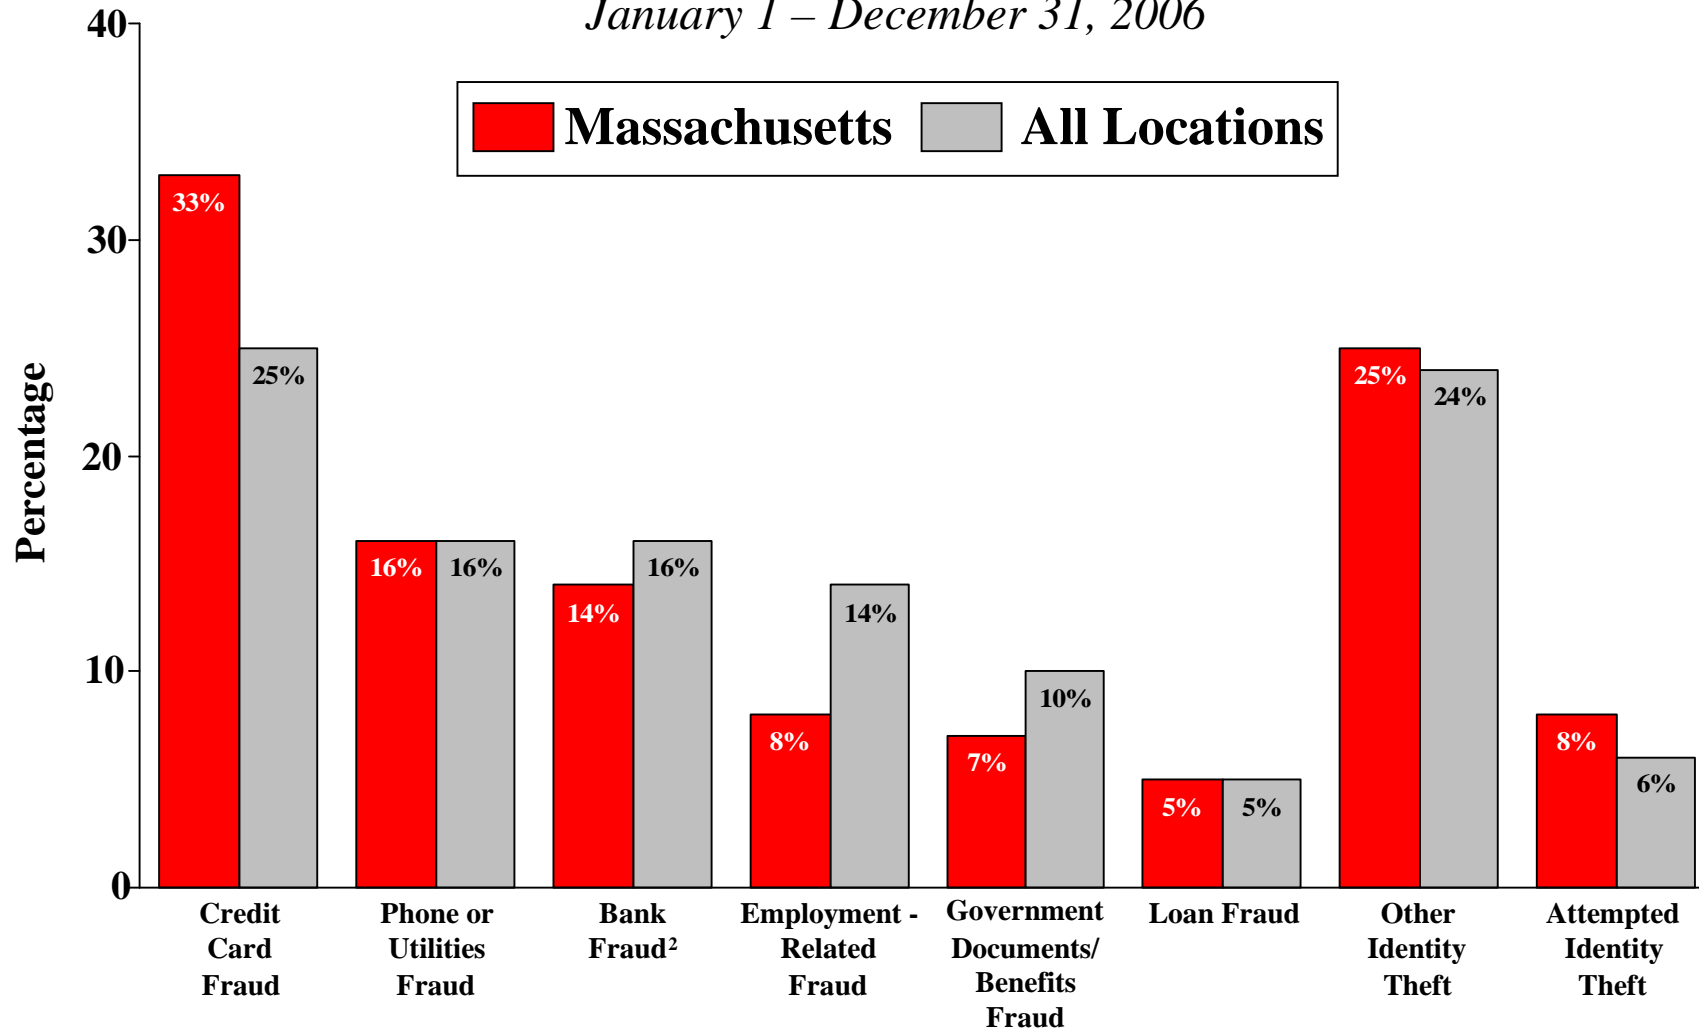 January 1 – December 31, 2006
Massachusetts All Locations
Percentage
40
30
20
10
0
33%
25%
16%
16%
14%
16%
8%
14%
7%
10%
5%
5%
25%
24%
8%
6%
Credit
Card
Fraud
Phone or
Utilities
Fraud
Bank
Fraud²
Employment -
Related
Fraud
Government
Documents/
Benefits
Fraud
Loan Fraud
Other
Identity
Theft
Attempted
Identity
Theft